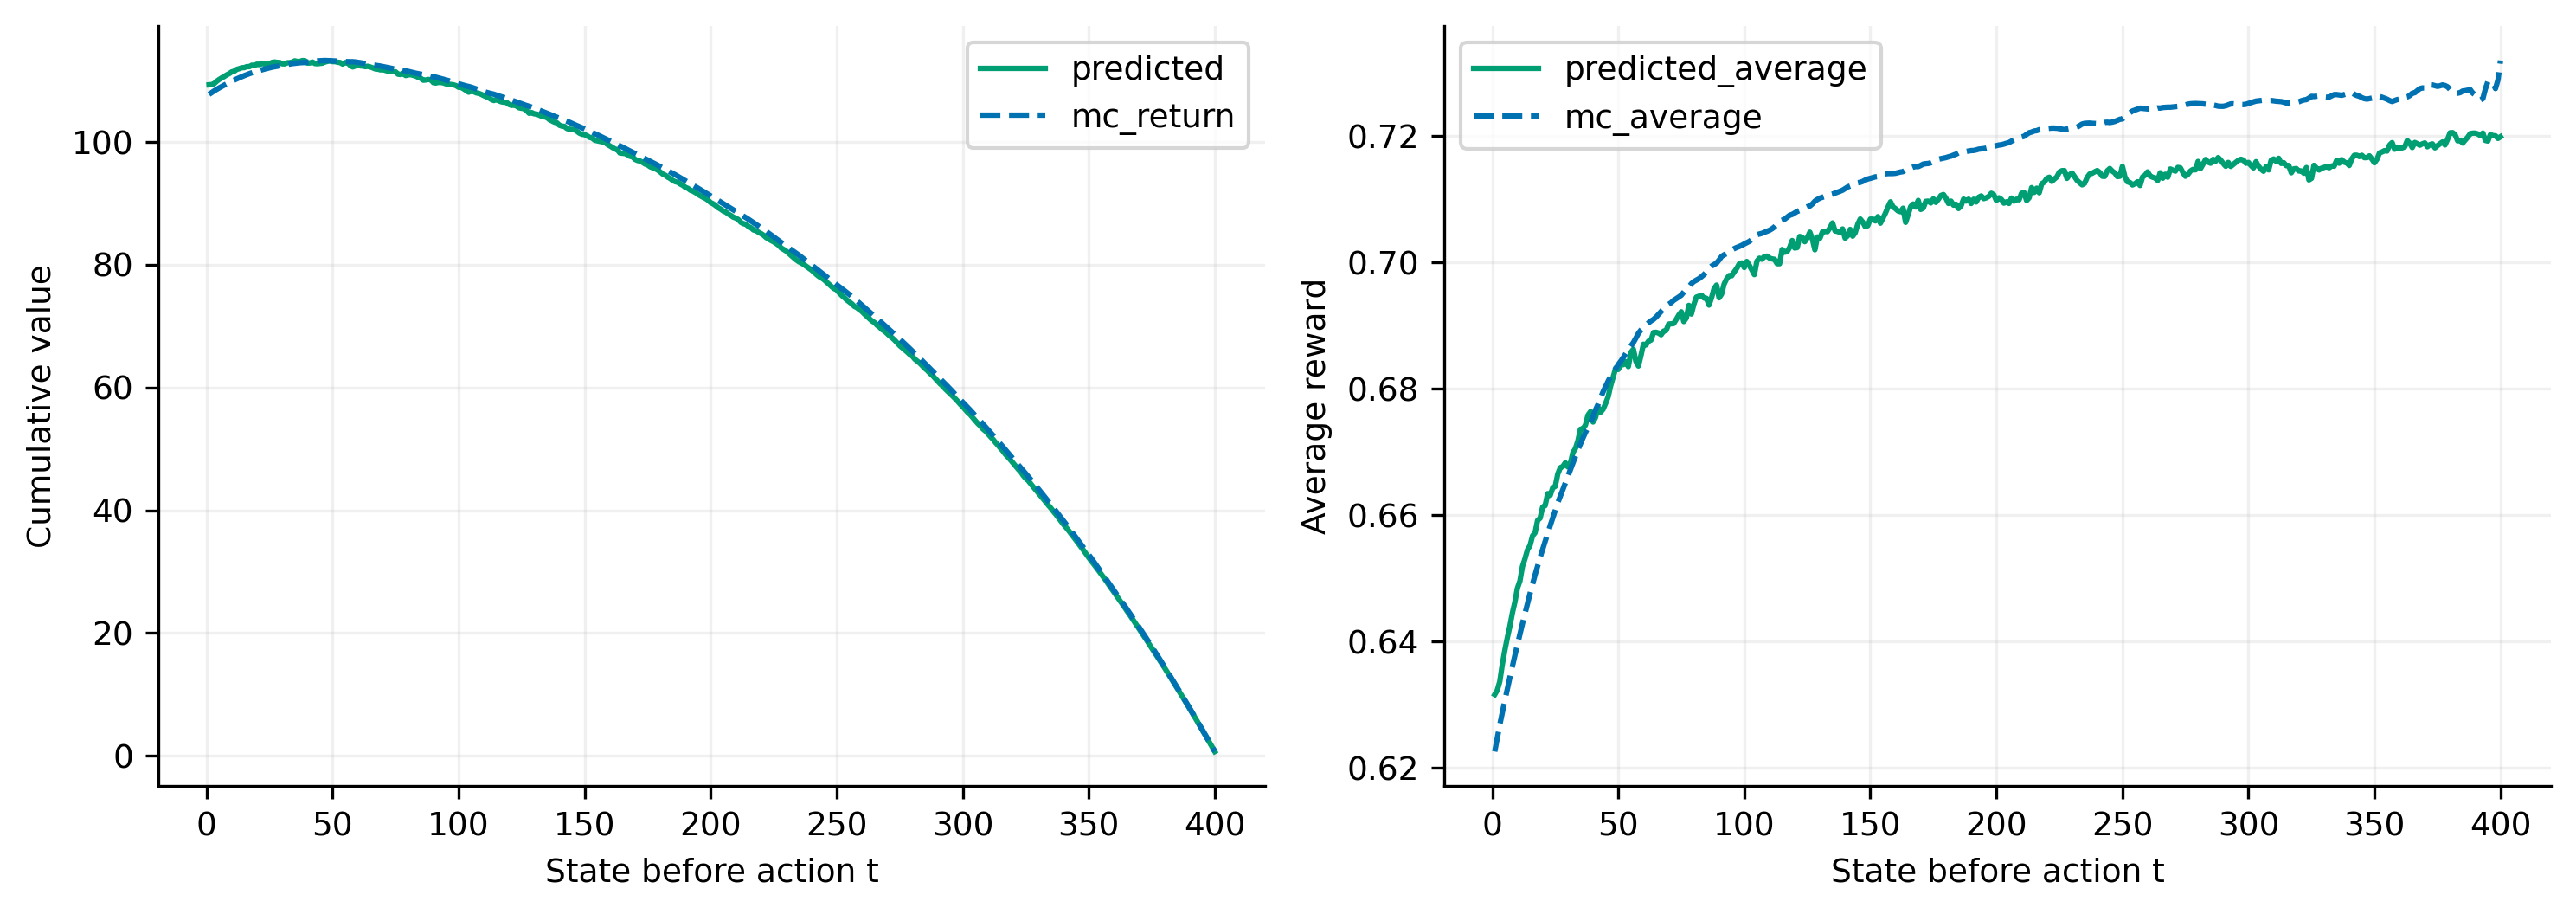 predicted
mc_return
100
80
60
40
20
0
Cumulative value
0 50 100 150 200 250 300 350 400
State before action t
predicted_average
mc_average
0.72
0.70
0.68
0.66
0.64
0.62
Average reward
0 50 100 150 200 250 300 350 400
State before action t